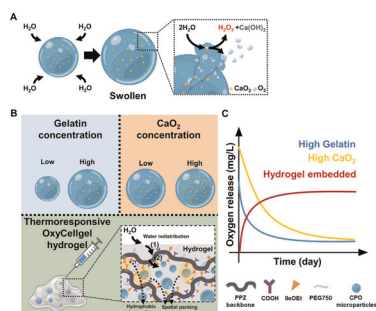 A
H₂O
H₂O
H₂O
H₂O
Swollen
2H₂O
H₂O₂ +Ca(OH)₂
CaO₂
O₂
B
Gelatin
concentration
Low
High
CaO₂
concentration
Low
High
Thermoresponsive
OxyCellgel
hydrogel
H₂O
Water redistribution
(1)
(2)
Hydrogel
Hydrophobic
Spatial packing
C
Oxygen release (mg/L)
High Gelatin
High CaO₂
Hydrogel embedded
Time (day)
PPZ
backbone
COOH
IleOEt
PEG750
CPO
microparticles